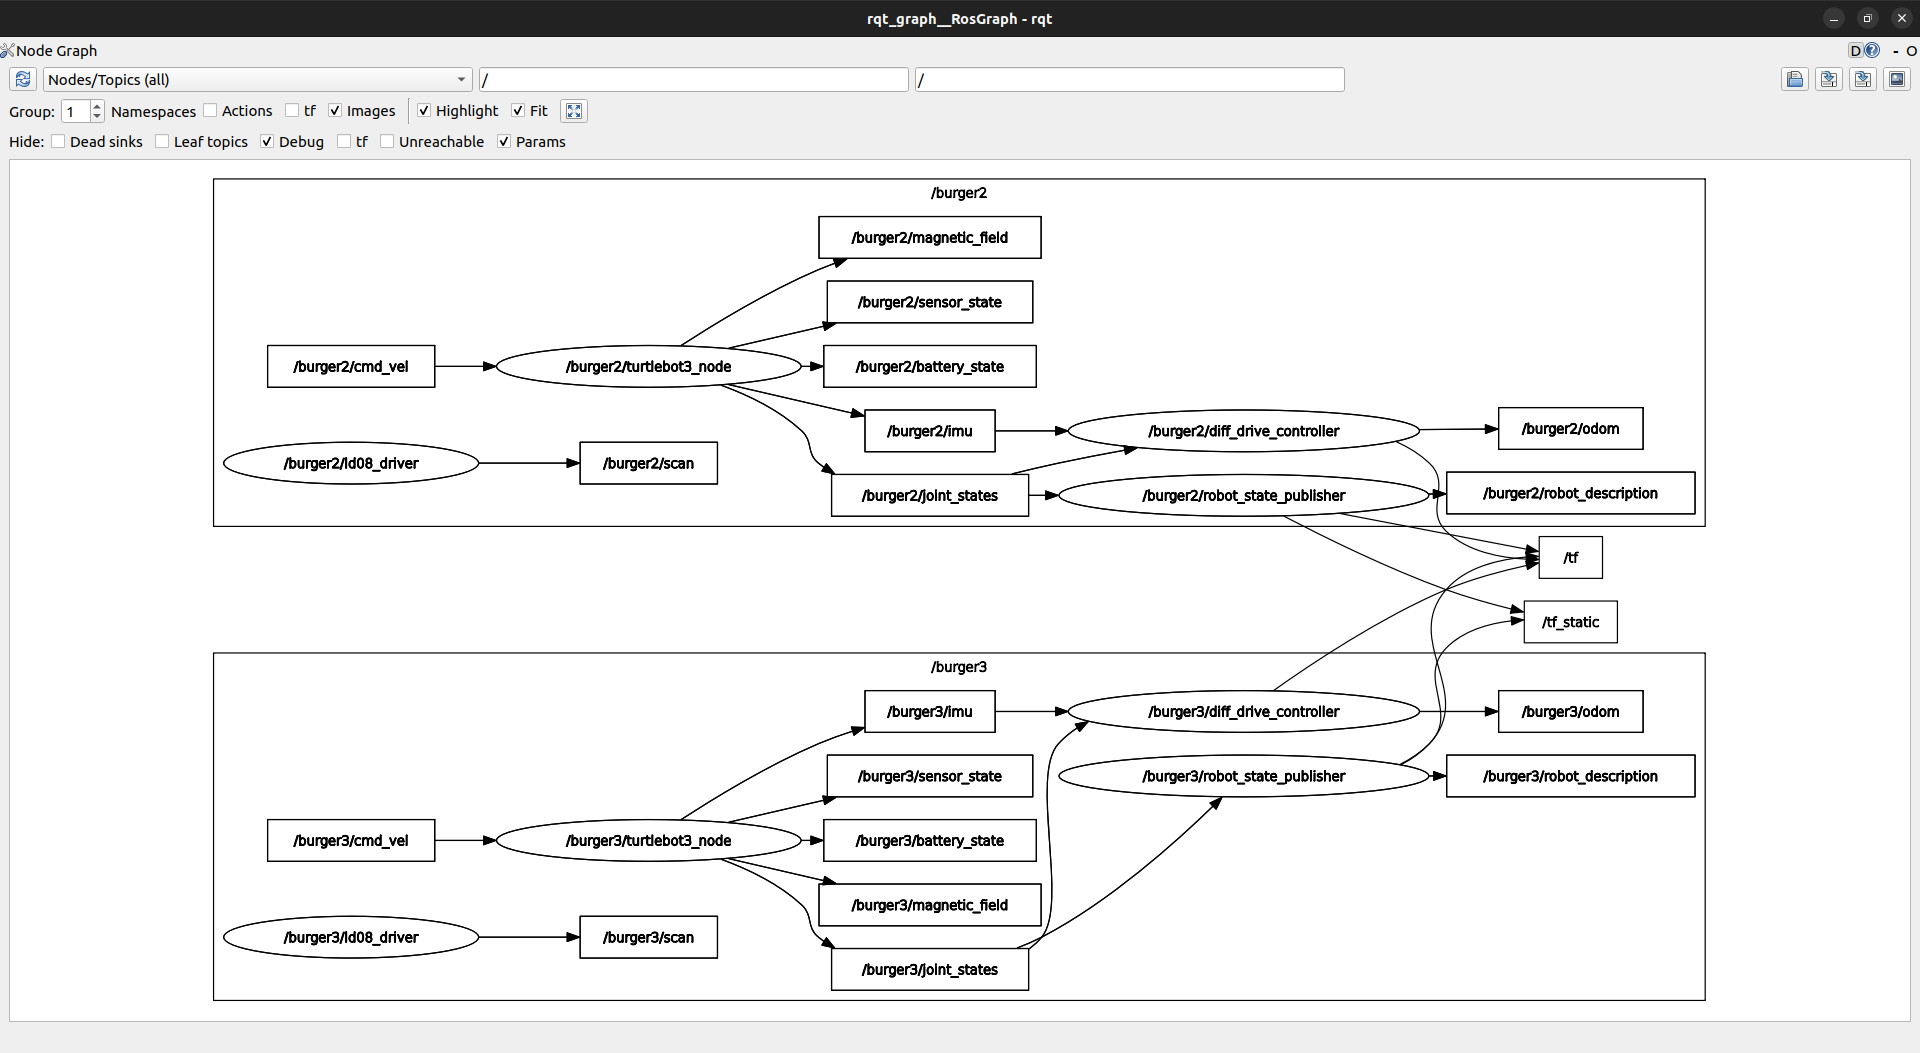 rqt_graph__RosGraph - rqt
Node Graph
D ? - O
Nodes/Topics (all) / /
Group: 1 Namespaces Actions tf Images Highlight Fit
Hide: Dead sinks Leaf topics Debug tf Unreachable Params
/burger2
/burger2/magnetic_field
/burger2/sensor_state
/burger2/cmd_vel /burger2/turtlebot3_node /burger2/battery_state
/burger2/imu /burger2/diff_drive_controller /burger2/odom
/burger2/ld08_driver /burger2/scan
/burger2/joint_states /burger2/robot_state_publisher /burger2/robot_description
/tf
/tf_static
/burger3
/burger3/imu /burger3/diff_drive_controller /burger3/odom
/burger3/sensor_state /burger3/robot_state_publisher /burger3/robot_description
/burger3/cmd_vel /burger3/turtlebot3_node /burger3/battery_state
/burger3/magnetic_field
/burger3/ld08_driver /burger3/scan
/burger3/joint_states